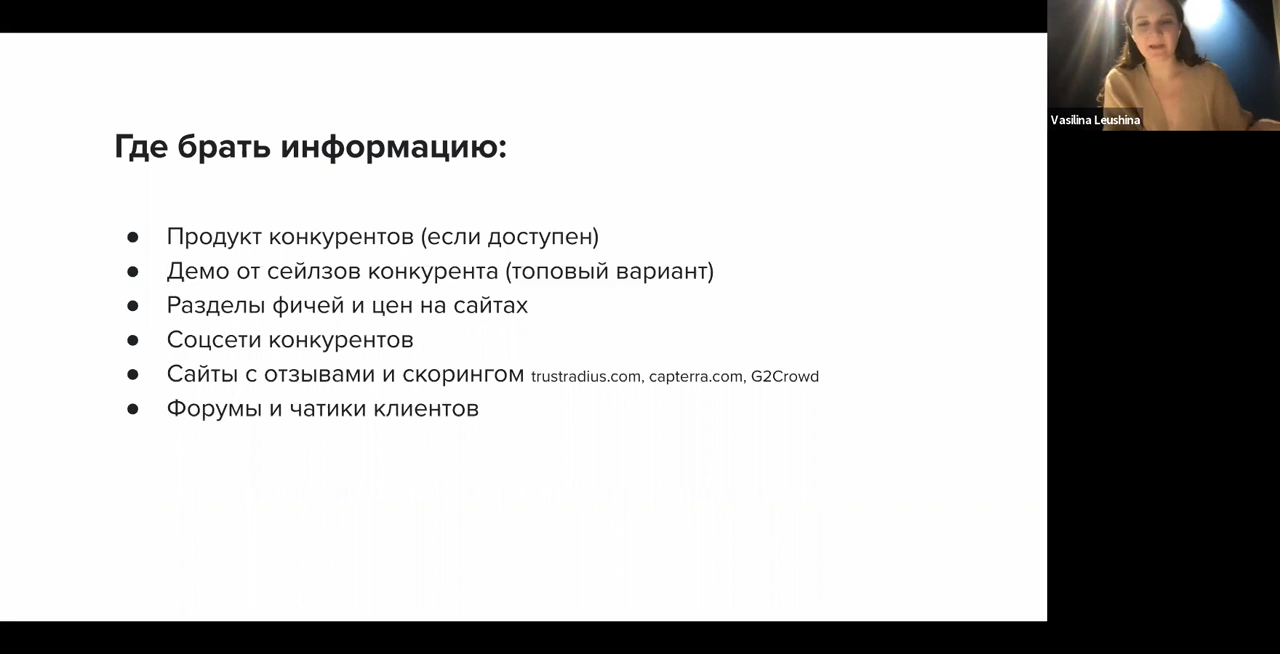 Где брать информацию:
● Продукт конкурентов (если доступен)
● Демо от сейлзов конкурента (топовый вариант)
● Разделы фичей и цен на сайтах
● Соцсети конкурентов
● Сайты с отзывами и скорингом trustradius.com, capterra.com, G2Crowd
● Форумы и чатики клиентов
Vasilina Leushina